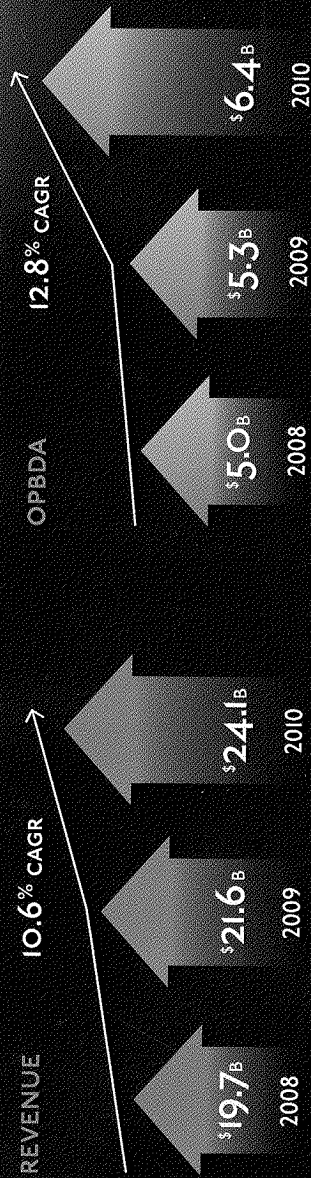 REVENUE
10.6% CAGR
$19.7B
$21.6B
$24.1B
2008
2009
2010
OPBDA
12.8% CAGR
$5.0B
$5.3B
$6.4B
2008
2009
2010